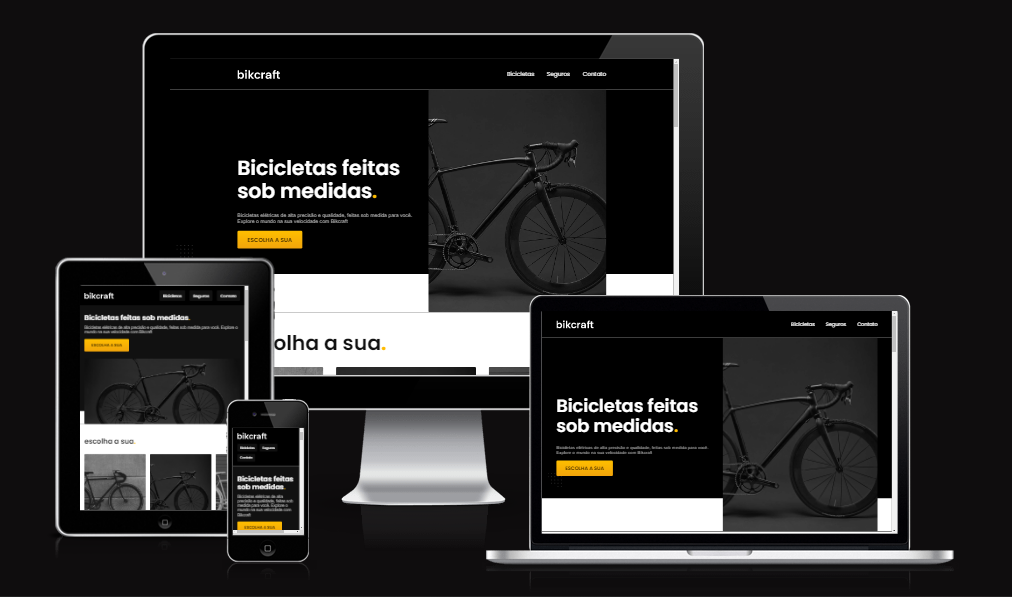 bikcraft
Bicicletas Seguros Contato
Bicicletas feitas
sob medidas.
Bicicletas elétricas de alta precisão e qualidade, feitas sob medida para você.
Explore o mundo na sua velocidade com Bikcraft
ESCOLHA A SUA
olha a sua.
bikcraft
Bicicletas Seguros Contato
Bicicletas feitas sob medidas.
Bicicletas elétricas de alta precisão e qualidade, feitas sob medida para você. Explore o
mundo na sua velocidade com Bikcraft
ESCOLHA A SUA
escolha a sua.
bikcraft
Bicicletas Seguros
Contato
Bicicletas feitas
sob medidas.
Bicicletas elétricas de alta
precisão e qualidade, feitas
sob medida para você.
Explore o mundo na sua
velocidade com
Bikcraft
ESCOLHA A SUA
bikcraft
Bicicletas Seguros Contato
Bicicletas feitas
sob medidas.
Bicicletas elétricas de alta precisão e qualidade, feitas sob medida para você.
Explore o mundo na sua velocidade com Bikcraft
ESCOLHA A SUA